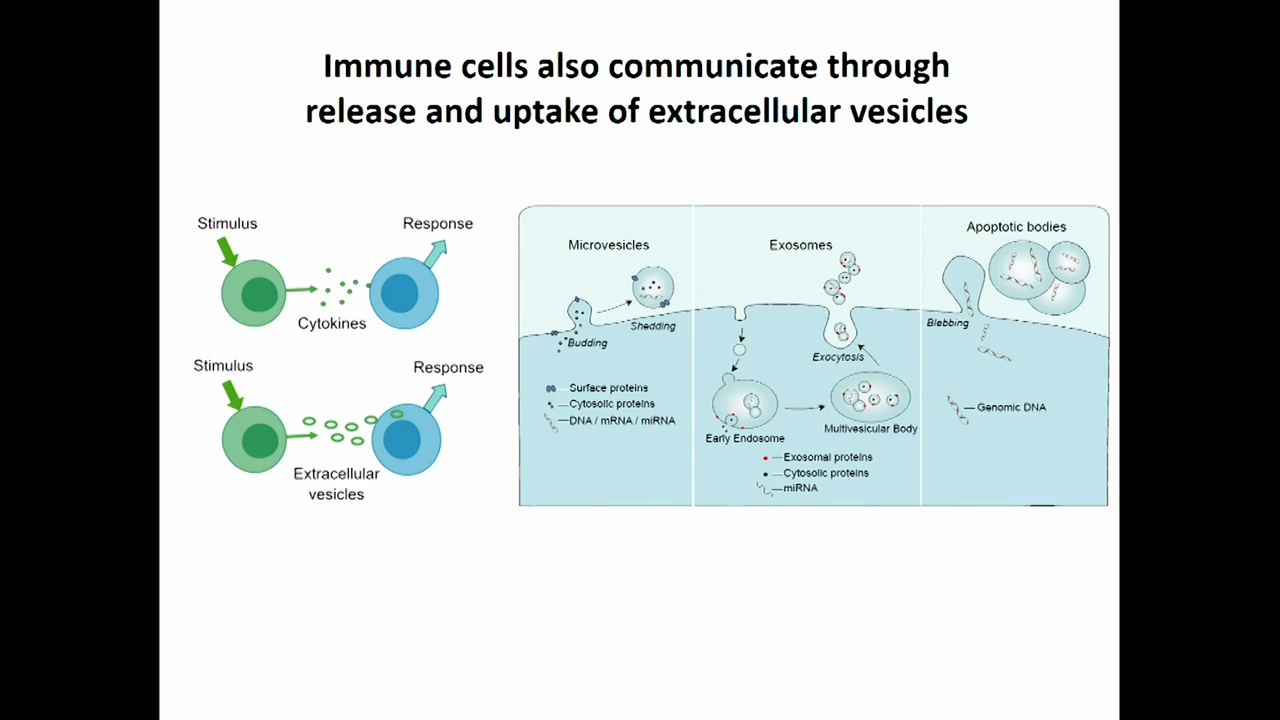 Immune cells also communicate through
release and uptake of extracellular vesicles
Stimulus
Response
Cytokines
Stimulus
Response
Extracellular
vesicles
Microvesicles
Shedding
Budding
Surface proteins
Cytosolic proteins
DNA / mRNA / miRNA
Exosomes
Exocytosis
Early Endosome
Multivesicular Body
Exosomal proteins
Cytosolic proteins
miRNA
Apoptotic bodies
Blebbing
Genomic DNA